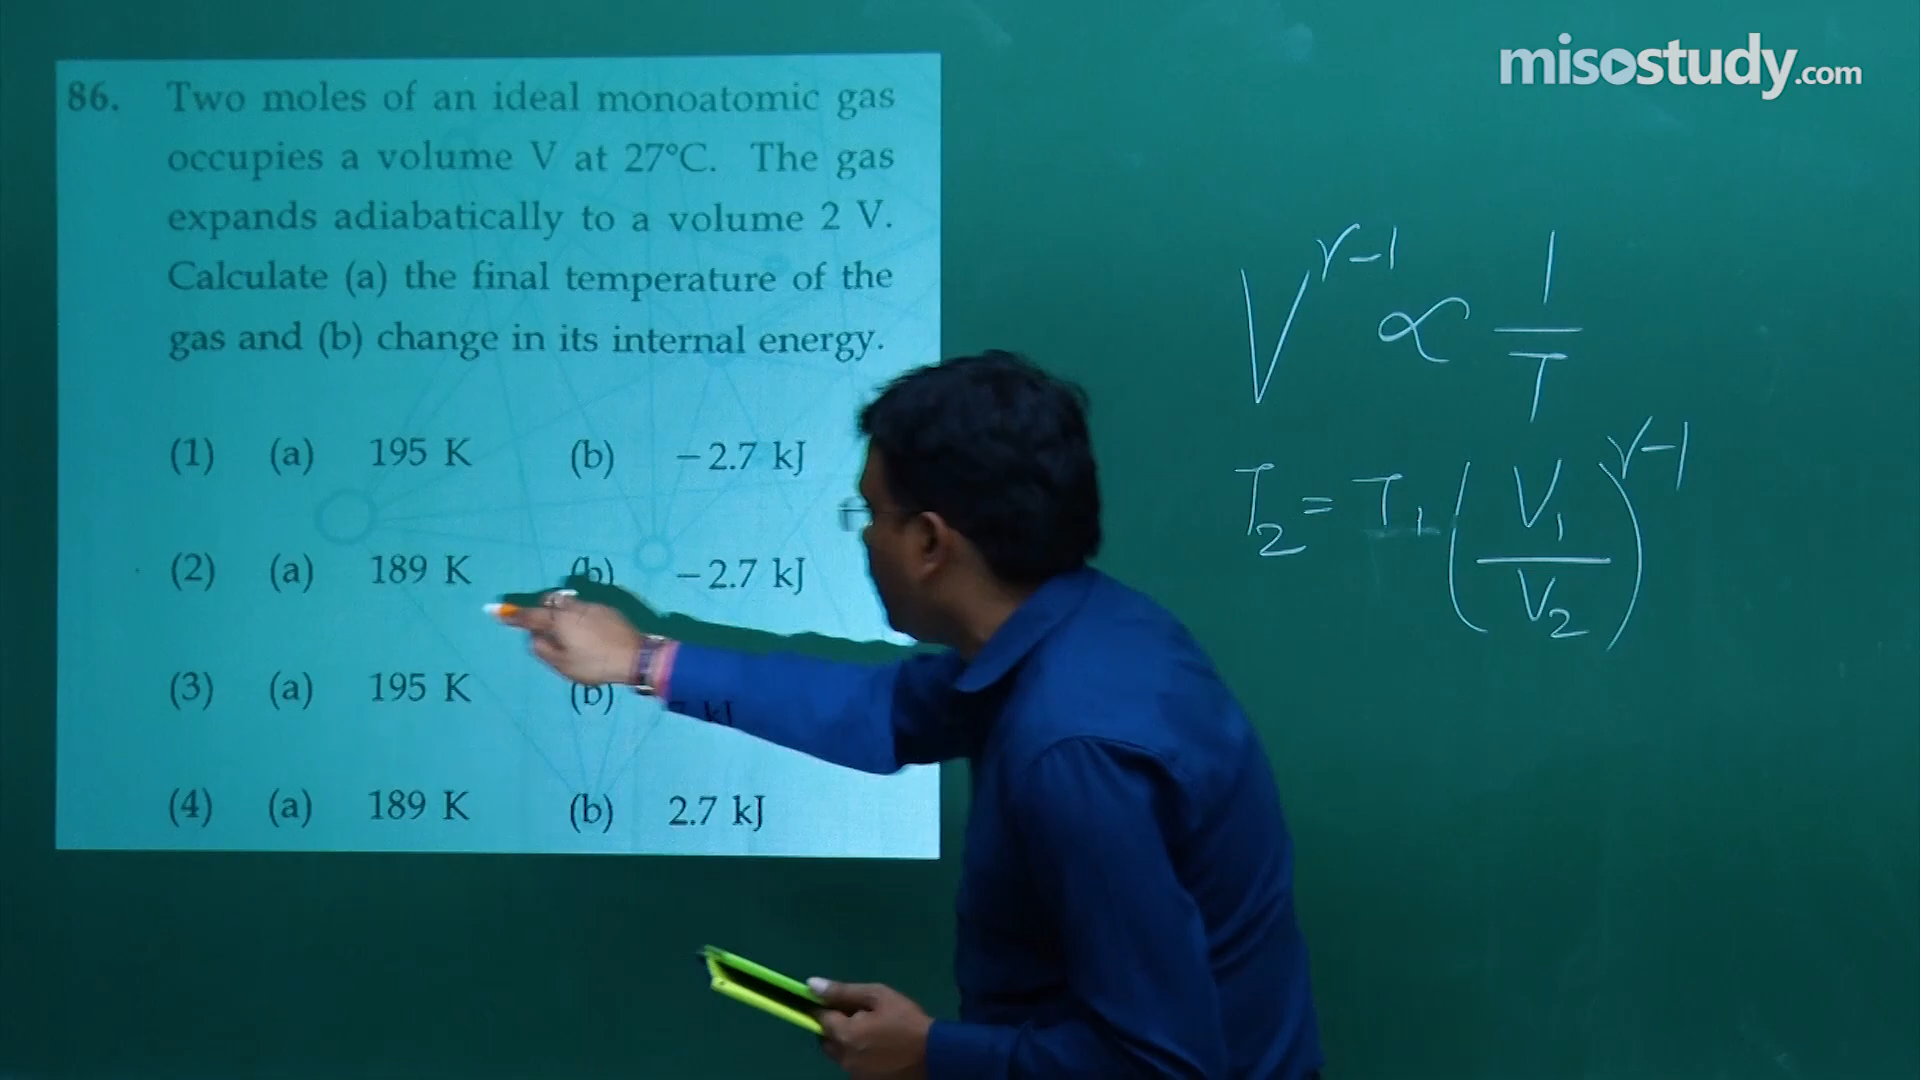 misostudy.com
86. Two moles of an ideal monoatomic gas
occupies a volume V at 27°C. The gas
expands adiabatically to a volume 2 V.
Calculate (a) the final temperature of the
gas and (b) change in its internal energy.
(1) (a) 195 K (b) −2.7 kJ
(2) (a) 189 K (b) −2.7 kJ
(3) (a) 195 K (b) 7 kJ
(4) (a) 189 K (b) 2.7 kJ
V^γ−1 ∝ 1/T
T₂ = T₁ (V₁/V₂)^γ−1